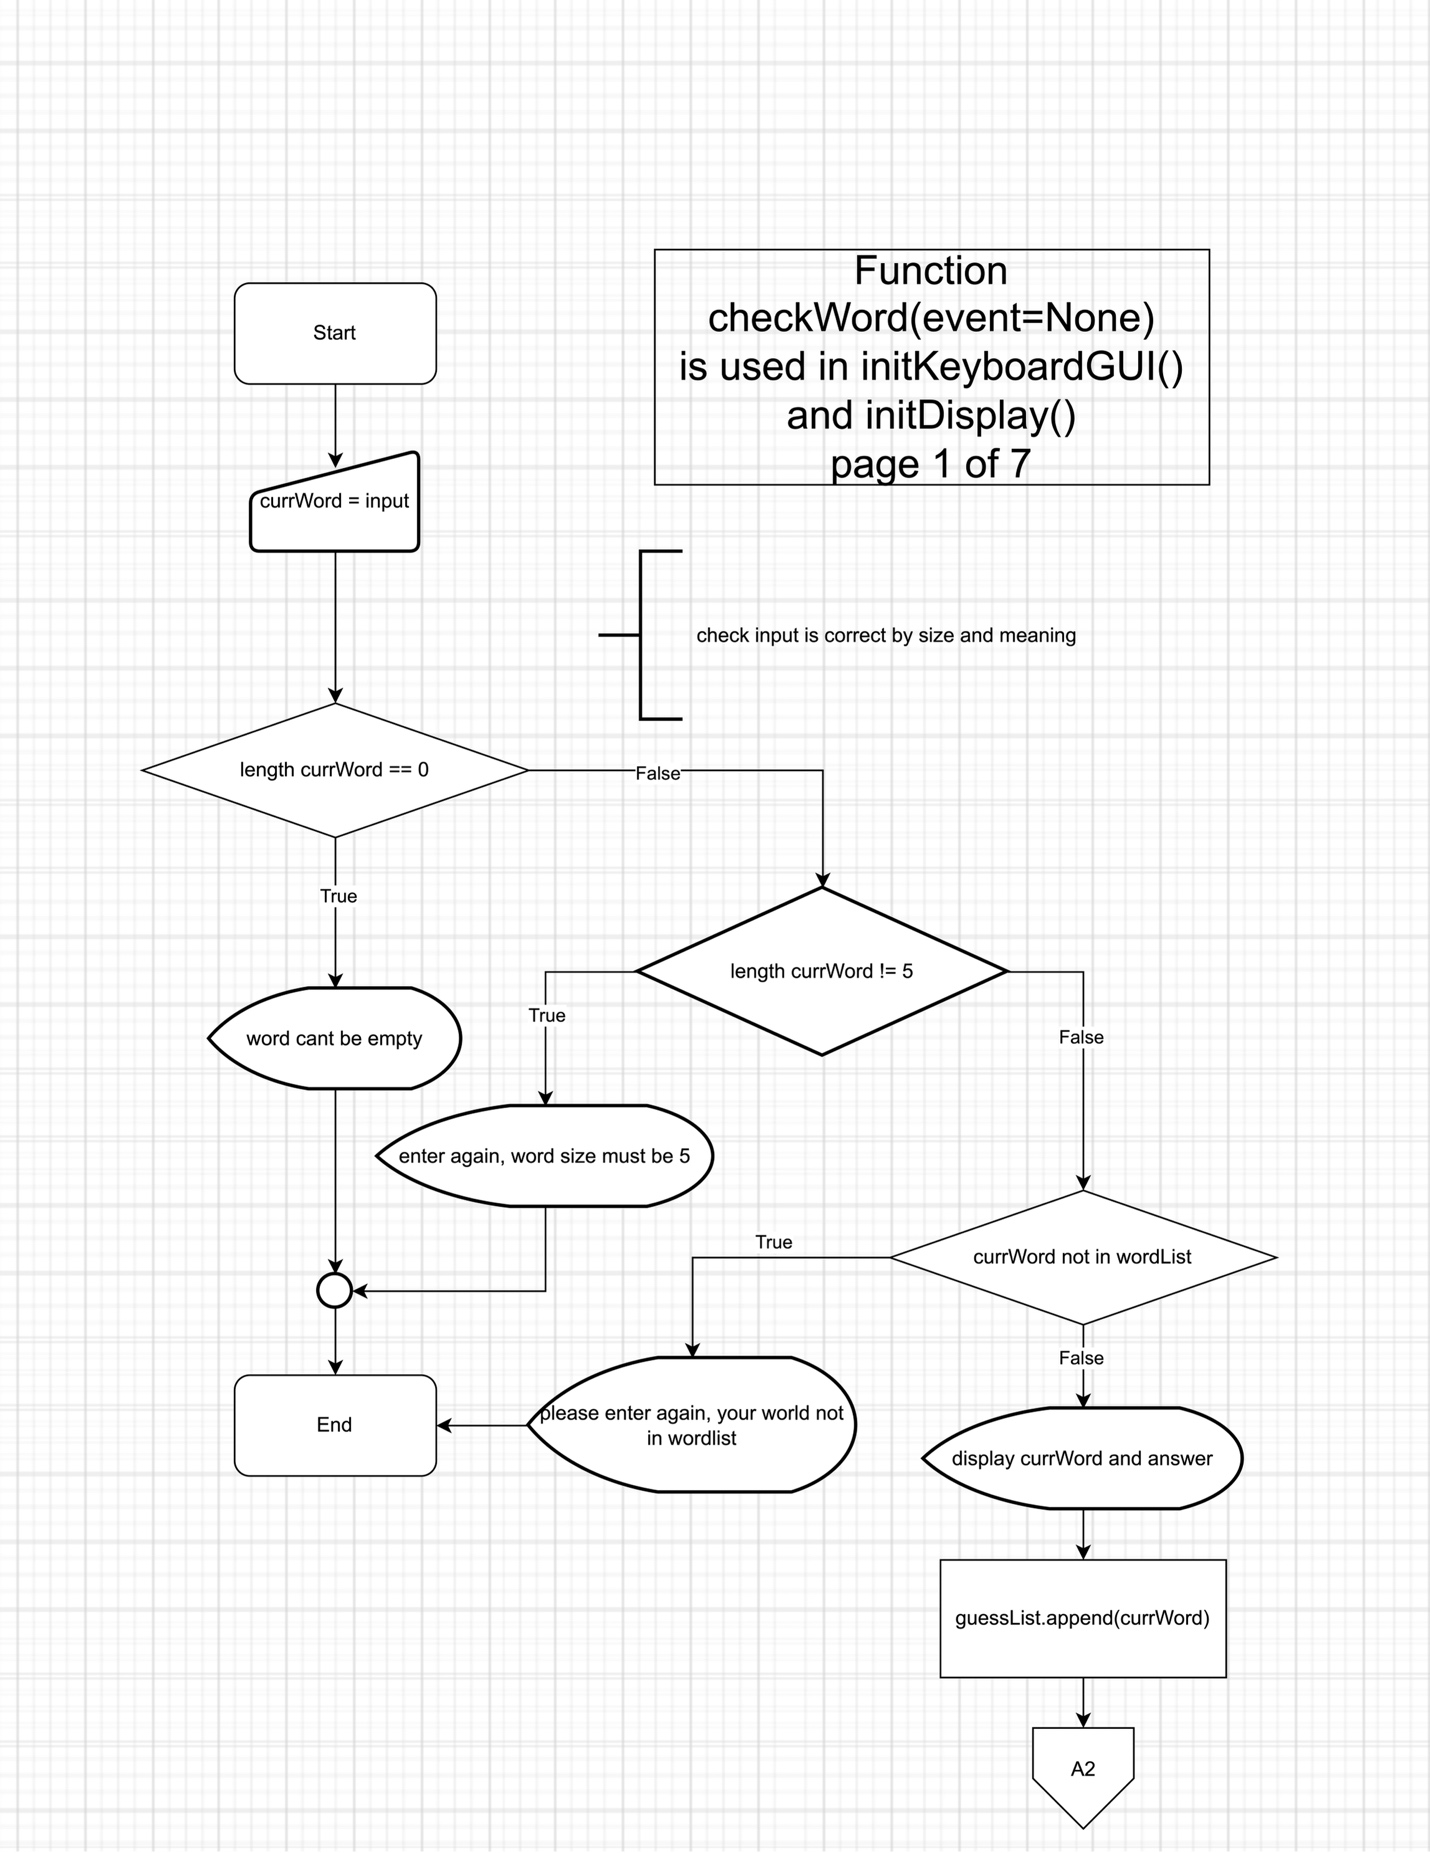 Function
checkWord(event=None)
is used in initKeyboardGUI()
and initDisplay()
page 1 of 7
Start
currWord = input
check input is correct by size and meaning
length currWord == 0
False
True
length currWord != 5
True
False
word cant be empty
enter again, word size must be 5
True
currWord not in wordList
False
please enter again, your world not
in wordlist
End
display currWord and answer
guessList.append(currWord)
A2